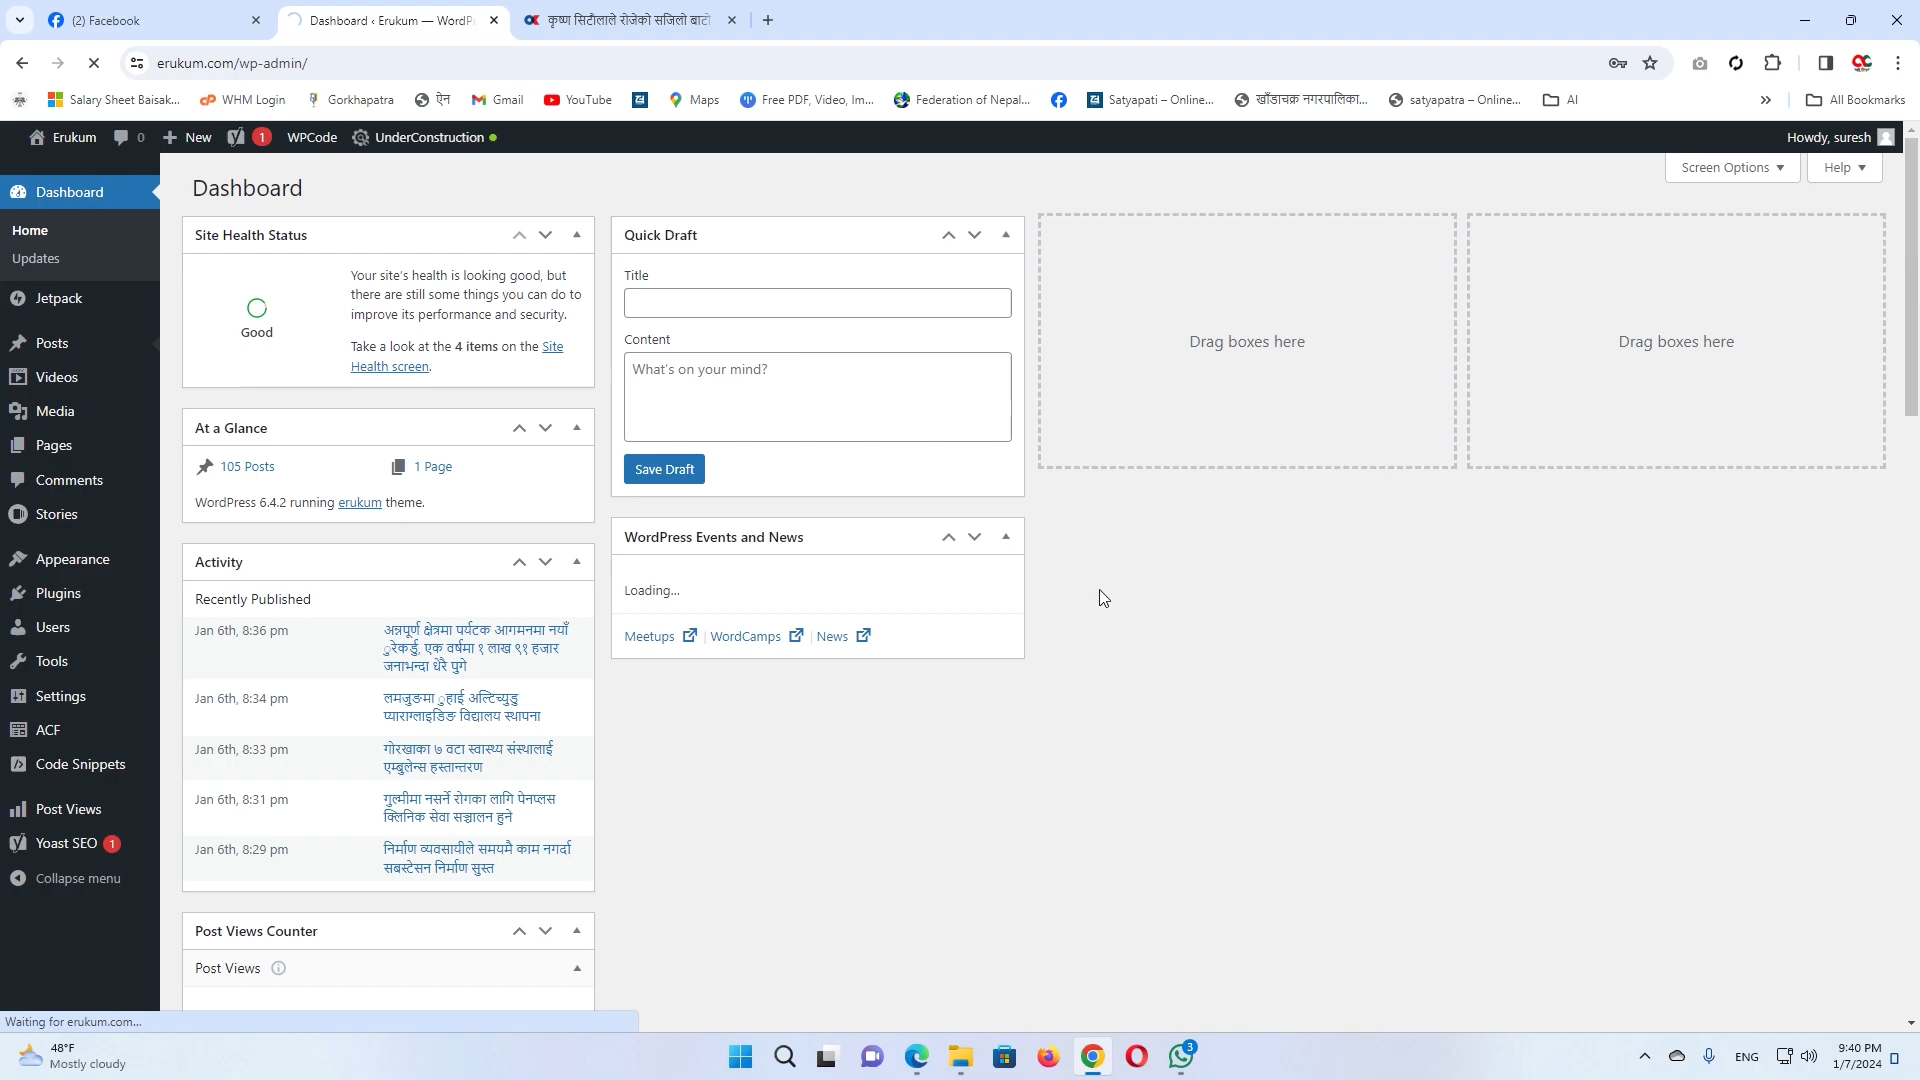 (2) Facebook
Dashboard ‹ Erukum — WordPr
कृष्ण सिटौलाले रोजेको सजिलो बाटो
erukum.com/wp-admin/
Salary Sheet Baisak...
WHM Login
Gorkhapatra
ऐन
Gmail
YouTube
Maps
Free PDF, Video, Im...
Federation of Nepal...
Satyapati – Online...
खाँडाचक्र नगरपालिका...
satyapatra – Online...
AI
All Bookmarks
Erukum
0
New
1
WPCode
UnderConstruction
Howdy, suresh
Screen Options
Help
Dashboard
Home
Updates
Jetpack
Posts
Videos
Media
Pages
Comments
Stories
Appearance
Plugins
Users
Tools
Settings
ACF
Code Snippets
Post Views
Yoast SEO 1
Collapse menu
Dashboard
Site Health Status
Good
Your site's health is looking good, but
there are still some things you can do to
improve its performance and security.
Take a look at the 4 items on the Site
Health screen.
At a Glance
105 Posts
1 Page
WordPress 6.4.2 running erukum theme.
Activity
Recently Published
Jan 6th, 8:36 pm
अन्नपूर्ण क्षेत्रमा पर्यटक आगमनमा नयाँ
ुरेकर्ड, एक वर्षमा १ लाख ९१ हजार
जनाभन्दा धेरै पुगे
Jan 6th, 8:34 pm
लमजुङमा ुहाई अल्टिच्युडु
प्याराग्लाइडिङ विद्यालय स्थापना
Jan 6th, 8:33 pm
गोरखाका ७ वटा स्वास्थ्य संस्थालाई
एम्बुलेन्स हस्तान्तरण
Jan 6th, 8:31 pm
गुल्मीमा नसर्ने रोगका लागि पेनप्लस
क्लिनिक सेवा सञ्चालन हुने
Jan 6th, 8:29 pm
निर्माण व्यवसायीले समयमै काम नगर्दा
सबस्टेसन निर्माण सुस्त
Post Views Counter
Post Views
Quick Draft
Title
Content
What's on your mind?
Save Draft
WordPress Events and News
Loading...
Meetups | WordCamps | News
Drag boxes here
Drag boxes here
Waiting for erukum.com...
48°F
Mostly cloudy
3
ENG
9:40 PM
1/7/2024